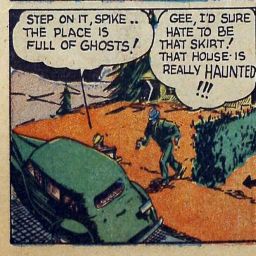 STEP ON IT, SPIKE..
THE PLACE IS
FULL OF GHOSTS!
GEE, I'D SURE
HATE TO BE
THAT SKIRT!
THAT HOUSE IS
REALLY HAUNTED
!!!